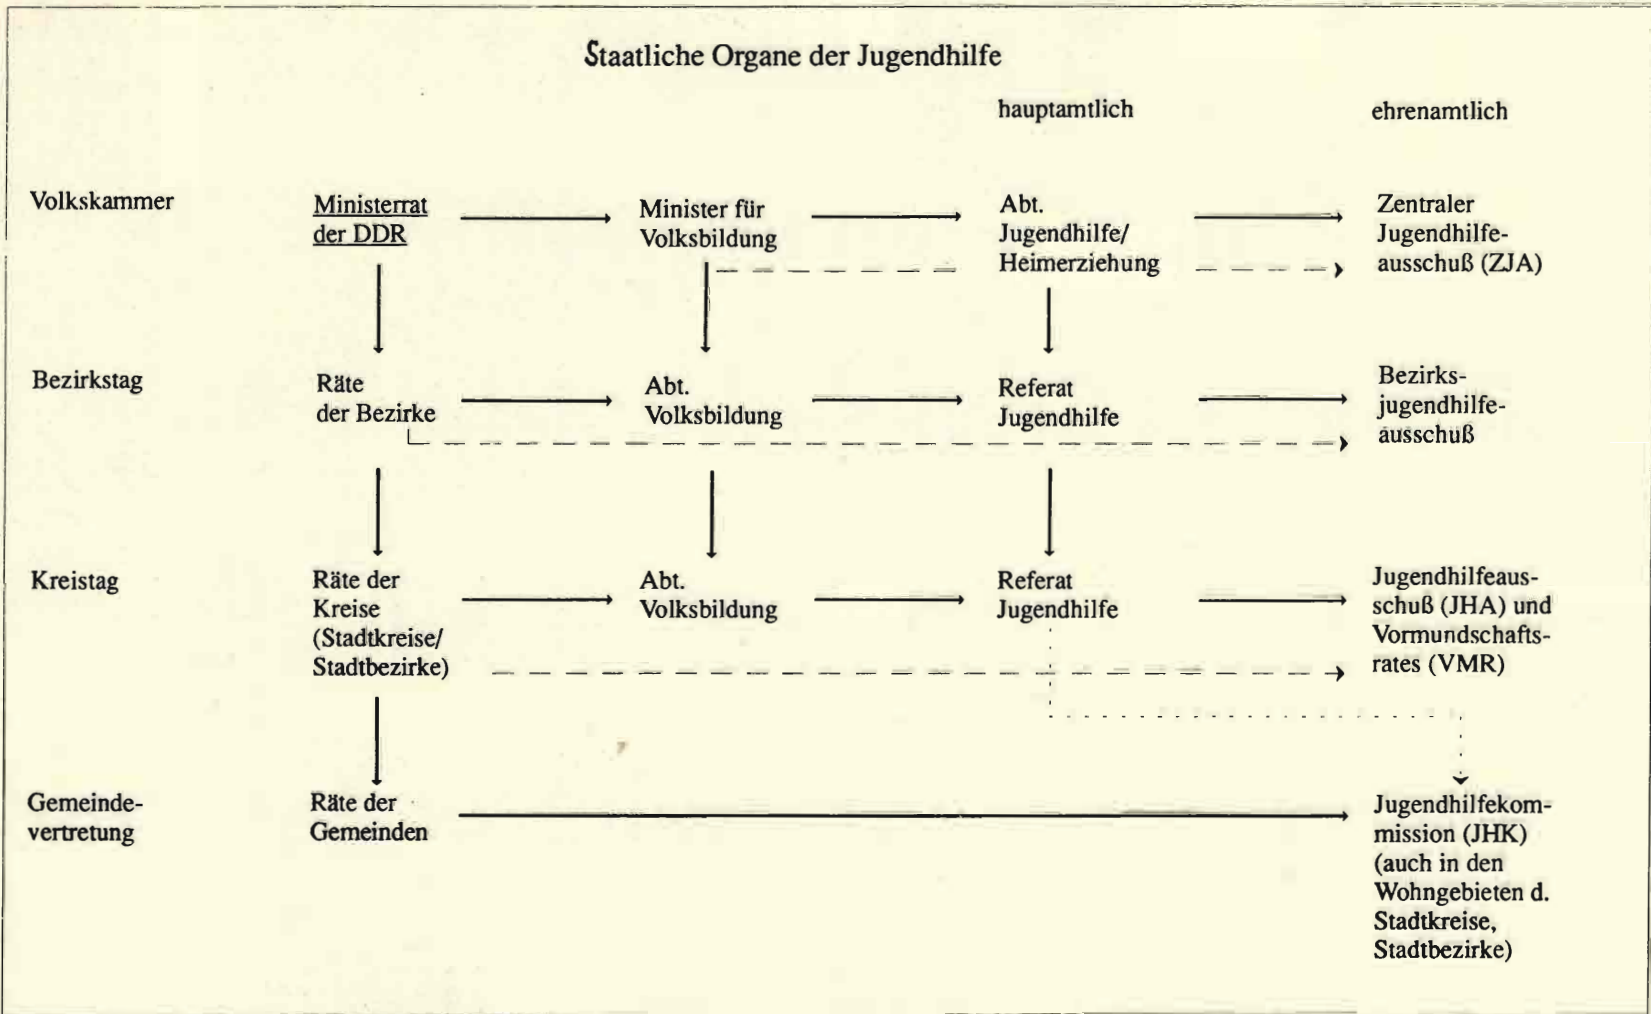 Staatliche Organe der Jugendhilfe
hauptamtlich
ehrenamtlich
Volkskammer
Ministerrat
der DDR
Minister für
Volksbildung
Abt.
Jugendhilfe/
Heimerziehung
Zentraler
Jugendhilfe-
ausschuß (ZJA)
Bezirkstag
Räte
der Bezirke
Abt.
Volksbildung
Referat
Jugendhilfe
Bezirks-
jugendhilfe-
ausschuß
Kreistag
Räte der
Kreise
(Stadtkreise/
Stadtbezirke)
Abt.
Volksbildung
Referat
Jugendhilfe
Jugendhilfeaus-
schuß (JHA) und
Vormundschafts-
rates (VMR)
Gemeinde-
vertretung
Räte der
Gemeinden
Jugendhilfekom-
mission (JHK)
(auch in den
Wohngebieten d.
Stadtkreise,
Stadtbezirke)